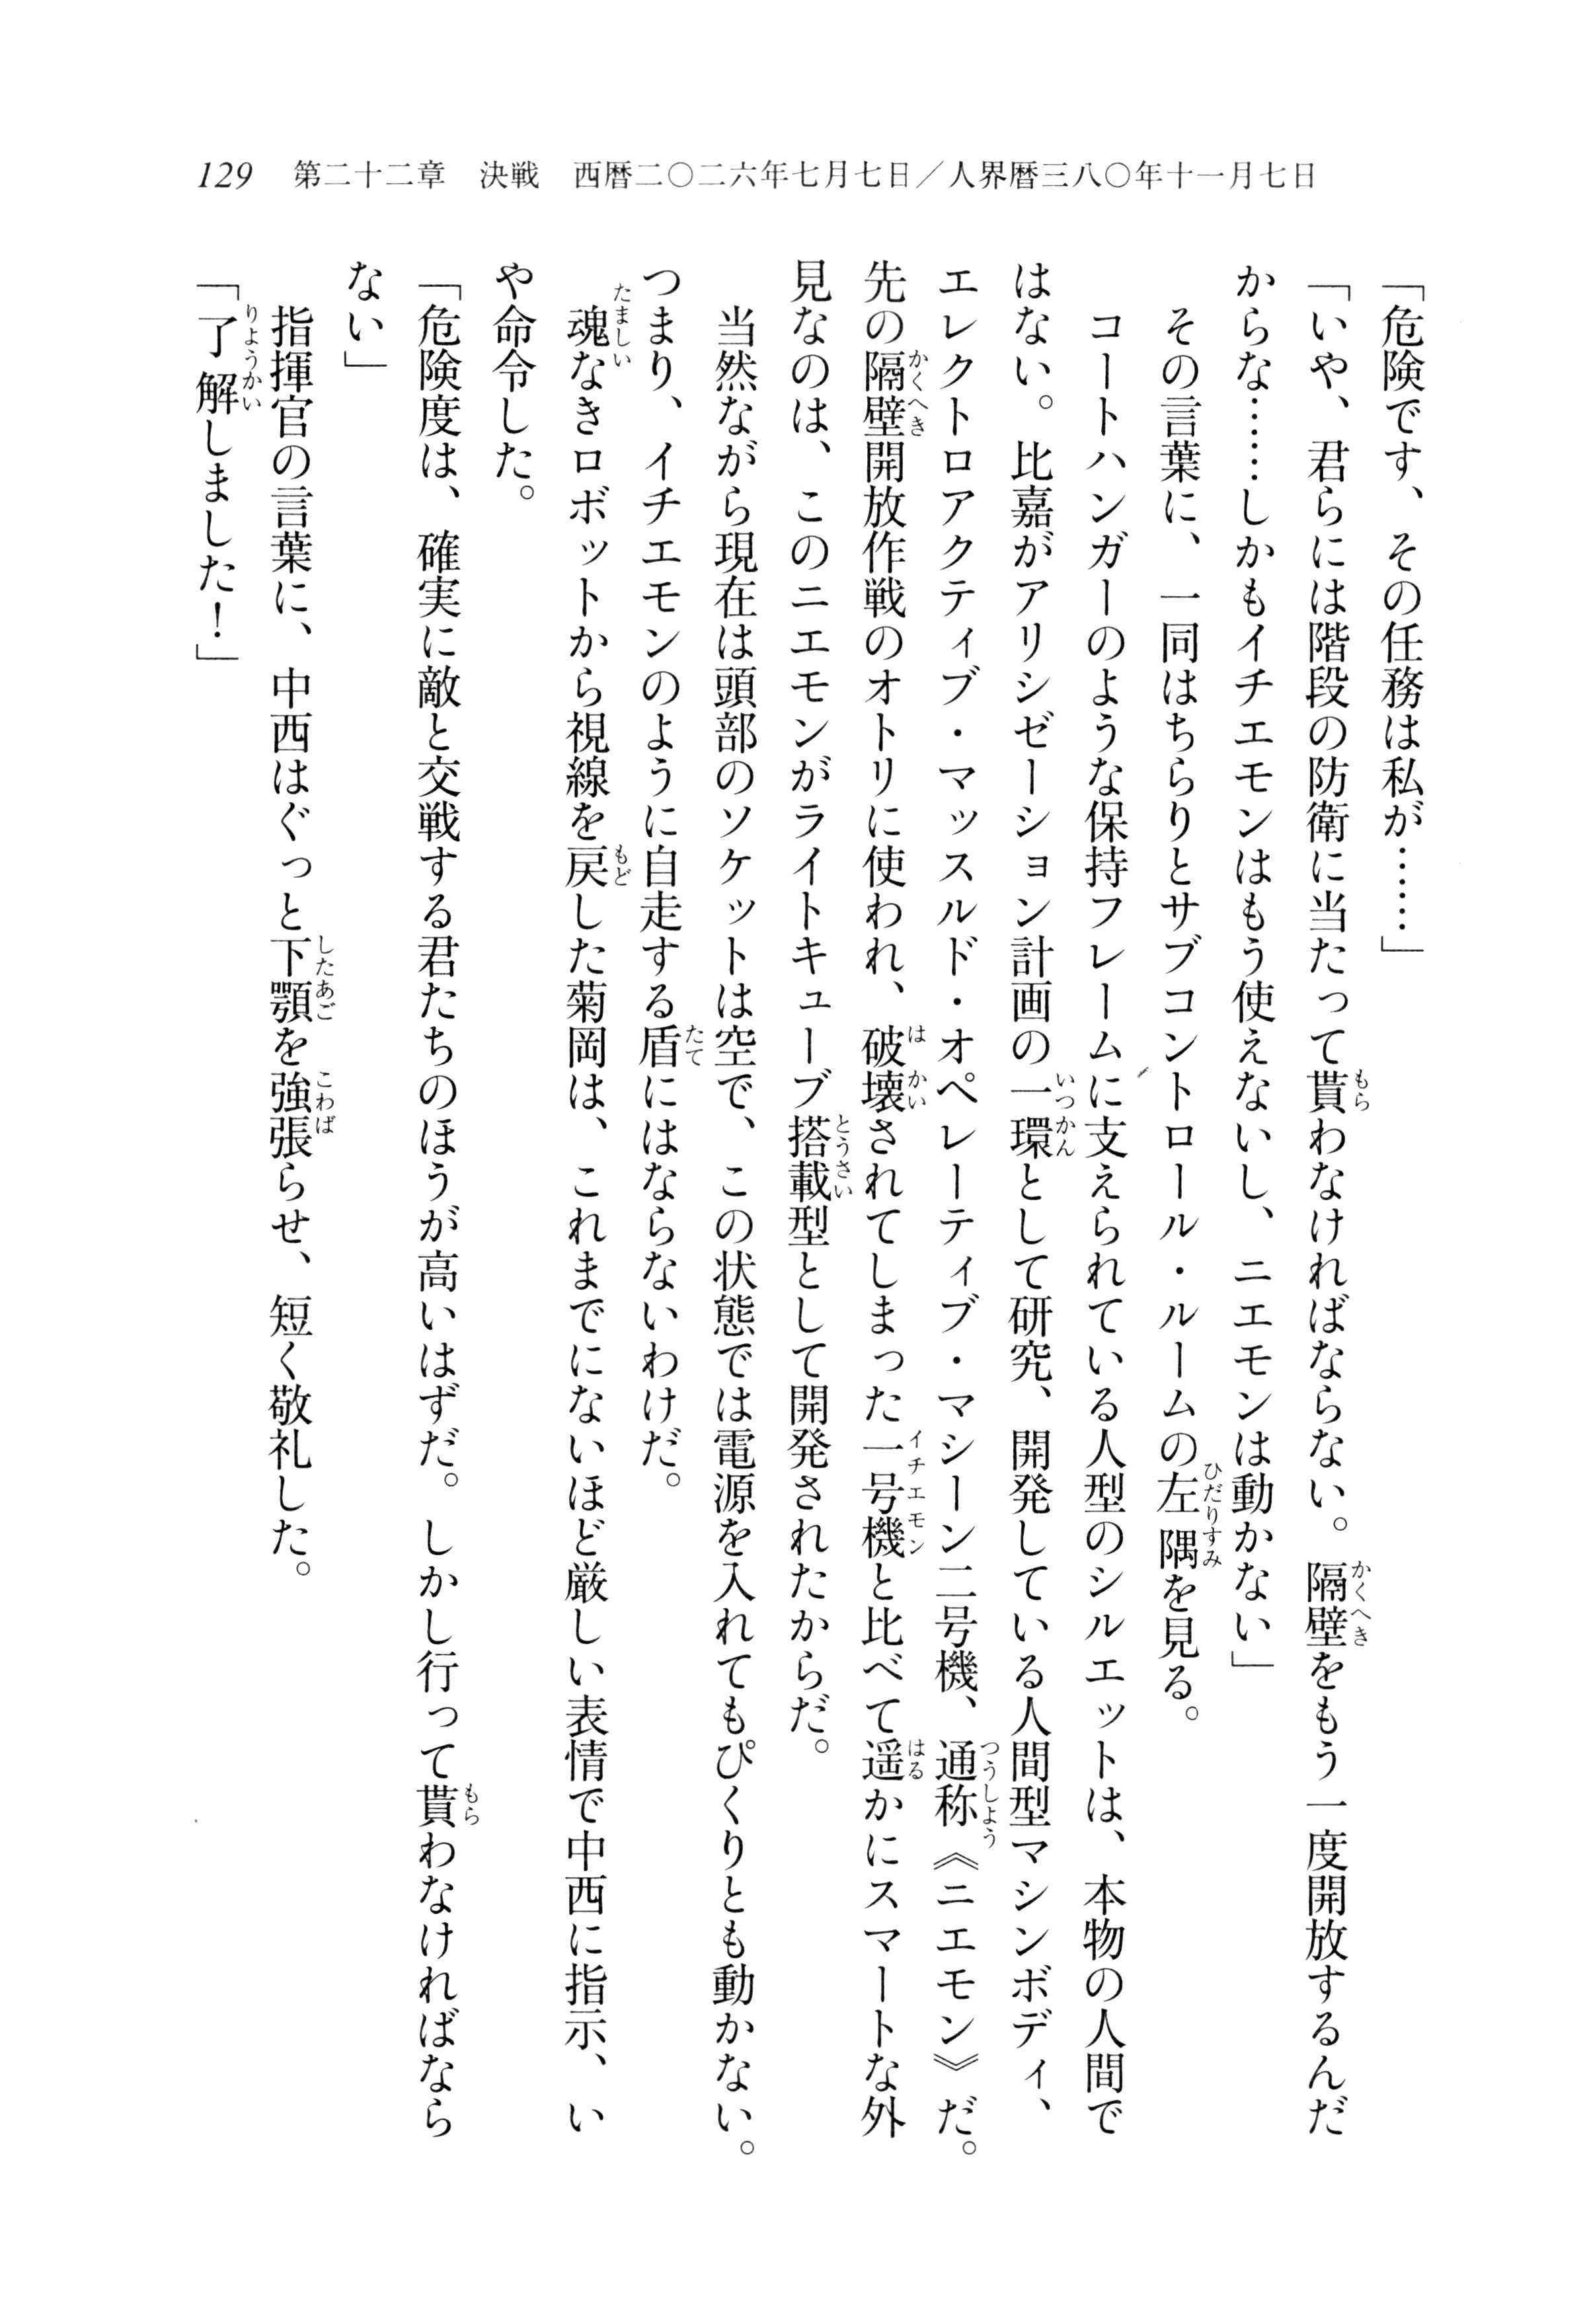 129　第二十二章　決戦　西暦二〇二六年七月七日／人界暦三八〇年十一月七日
「危険です、その任務は私が……」
「いや、君らには階段の防衛に当たって貰わなければならない。隔壁をもう一度開放するんだ
からな……しかもイチエモンはもう使えないし、ニエモンは動かない」
　その言葉に、一同はちらりとサブコントロール・ルームの左隅を見る。
　コートハンガーのような保持フレームに支えられている人型のシルエットは、本物の人間で
はない。比嘉がアリシゼーション計画の一環として研究、開発している人間型マシンボディ、
エレクトロアクティブ・マッスルド・オペレーティブ・マシーン二号機、通称《ニエモン》だ。
先の隔壁開放作戦のオトリに使われ、破壊されてしまった一号機と比べて遥かにスマートな外
見なのは、このニエモンがライトキューブ搭載型として開発されたからだ。
　当然ながら現在は頭部のソケットは空で、この状態では電源を入れてもぴくりとも動かない。
つまり、イチエモンのように自走する盾にはならないわけだ。
　魂なきロボットから視線を戻した菊岡は、これまでにないほど厳しい表情で中西に指示、い
や命令した。
「危険度は、確実に敵と交戦する君たちのほうが高いはずだ。しかし行って貰わなければなら
ない」
　指揮官の言葉に、中西はぐっと下顎を強張らせ、短く敬礼した。
「了解しました！」